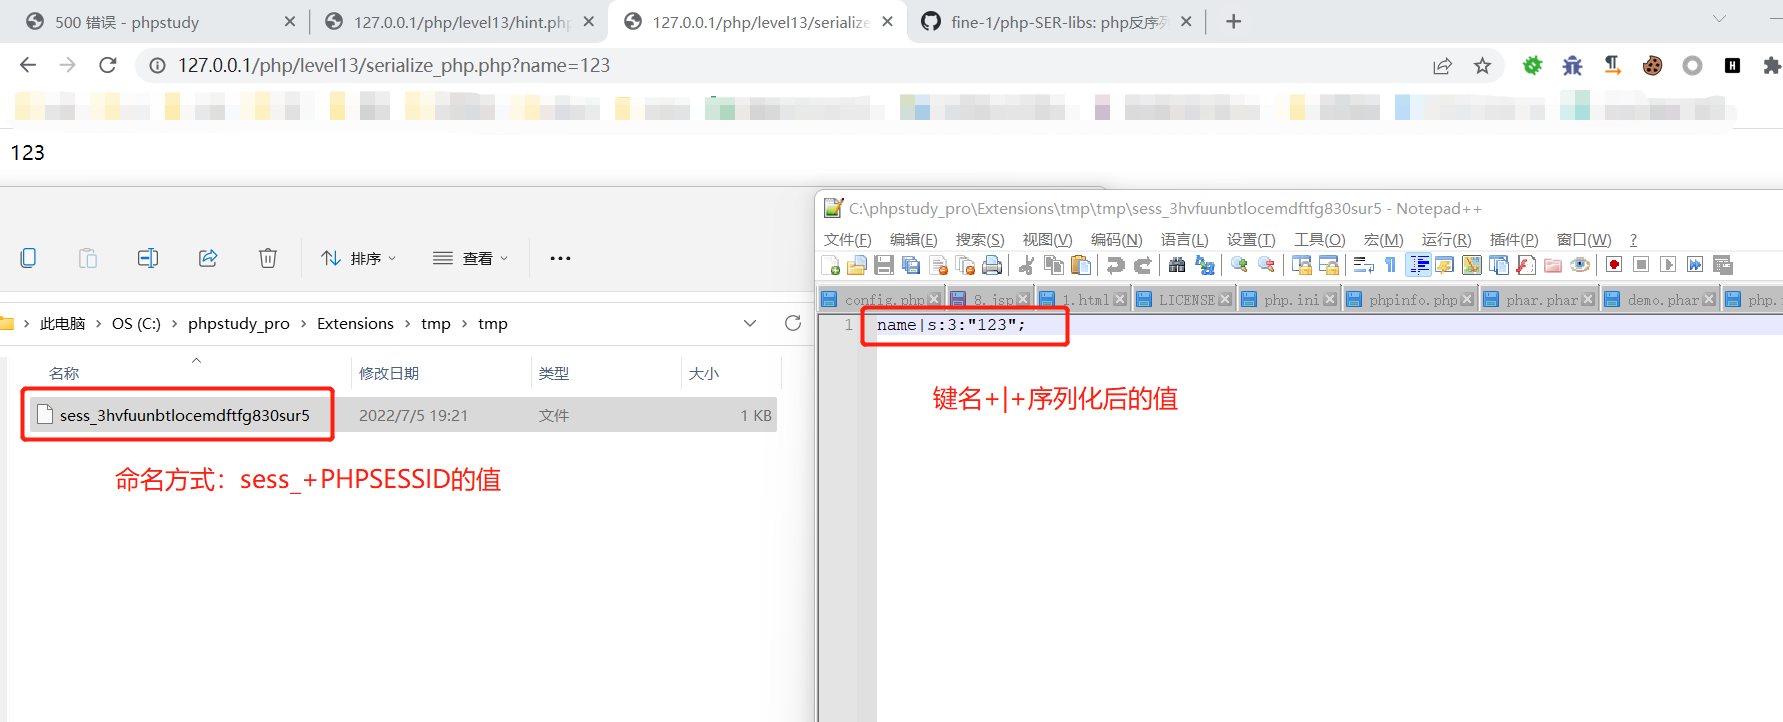 500 错误 - phpstudy
127.0.0.1/php/level13/hint.php
127.0.0.1/php/level13/serialize
fine-1/php-SER-libs: php反序列
127.0.0.1/php/level13/serialize_php.php?name=123
123
排序
查看
此电脑 > OS (C:) > phpstudy_pro > Extensions > tmp > tmp
名称 修改日期 类型 大小
sess_3hvfuunbtlocemdftfg830sur5 2022/7/5 19:21 文件 1 KB
命名方式：sess_+PHPSESSID的值
C:\phpstudy_pro\Extensions\tmp\tmp\sess_3hvfuunbtlocemdftfg830sur5 - Notepad++
文件(F) 编辑(E) 搜索(S) 视图(V) 编码(N) 语言(L) 设置(T) 工具(O) 宏(M) 运行(R) 插件(P) 窗口(W) ?
config.php 8.jsp 1.html LICENSE php.ini phpinfo.php phar.phar demo.phar php.
1 name|s:3:"123";
键名+|+序列化后的值